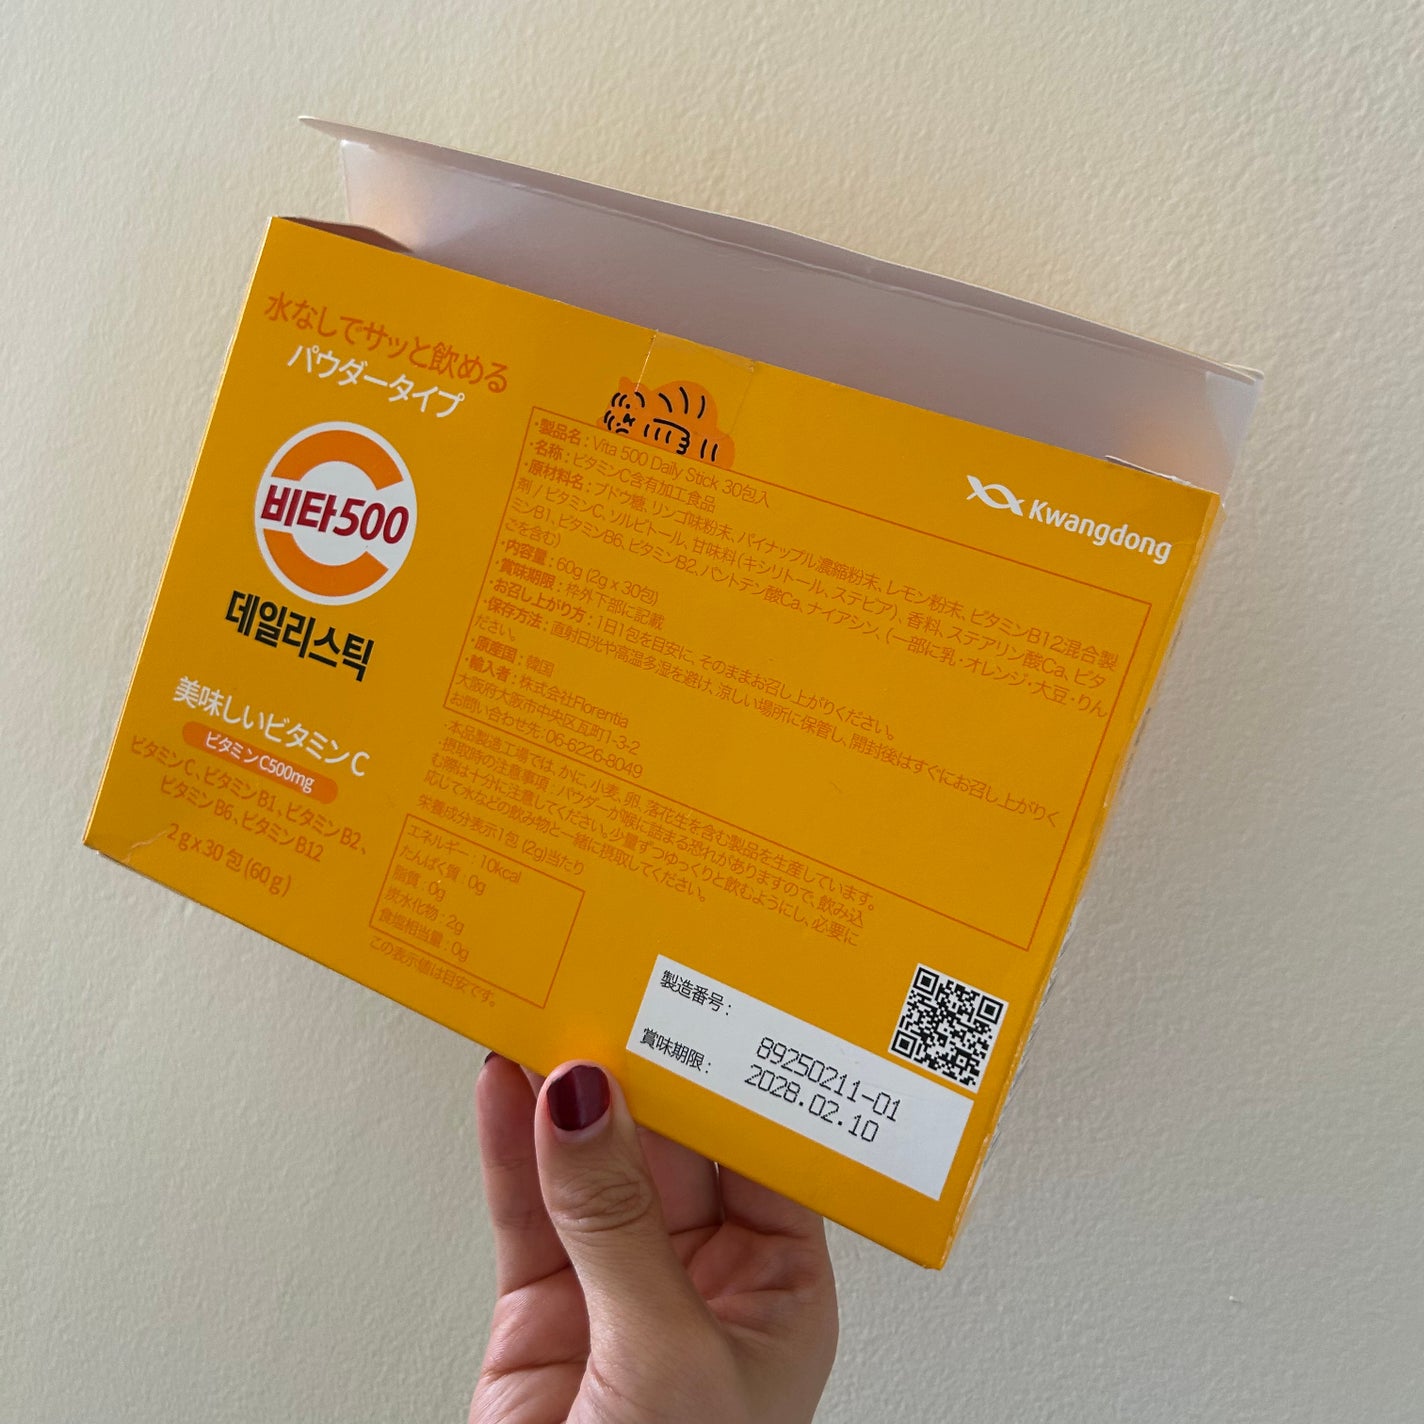 水なしでサッと飲める
パウダータイプ
비타500
데일리스틱
美味しいビタミンC
ビタミンC500mg
ビタミンC、ビタミンB1、ビタミンB2、
ビタミンB6、ビタミンB12
2g x 30包 (60g)
Kwangdong
·製品名 : Vita 500 Daily Stick 30包入
·名称 : ビタミンC含有加工食品
·原材料名 : ブドウ糖、リンゴ味粉末、パイナップル濃縮粉末、レモン粉末、ビタミンB12混合製
剤 / ビタミンC、ソルビトール、甘味料(キシリトール、ステビア)、香料、ステアリン酸Ca、ビタ
ミンB1、ビタミンB6、ビタミンB2、パントテン酸Ca、ナイアシン、(一部に乳·オレンジ·大豆·りん
ごを含む)
·内容量 : 60g (2g x 30包)
·賞味期限 : 枠外下部に記載
·お召し上がり方 : 1日1包を目安に、そのままお召し上がりください。
·保存方法 : 直射日光や高温多湿を避け、涼しい場所に保管し、開封後はすぐにお召し上がりく
ださい。
·原産国 : 韓国
·輸入者 : 株式会社Florentia
大阪府大阪市中央区瓦町1-3-2
お問い合わせ先: 06-6226-8049
·本品製造工場では、かに、小麦、卵、落花生を含む製品を生産しています。
·摂取時の注意事項 : パウダーが喉に詰まる恐れがありますので、飲み込
む際は十分に注意してください。少量ずつゆっくりと飲むようにし、必要に
応じて水などの飲み物と一緒に摂取してください。
栄養成分表示1包 (2g)当たり
エネルギー : 10kcal
たんぱく質 : 0g
脂質 : 0g
炭水化物 : 2g
食塩相当量 : 0g
この表示値は目安です。
製造番号 : 89250211-01
賞味期限 : 2028.02.10